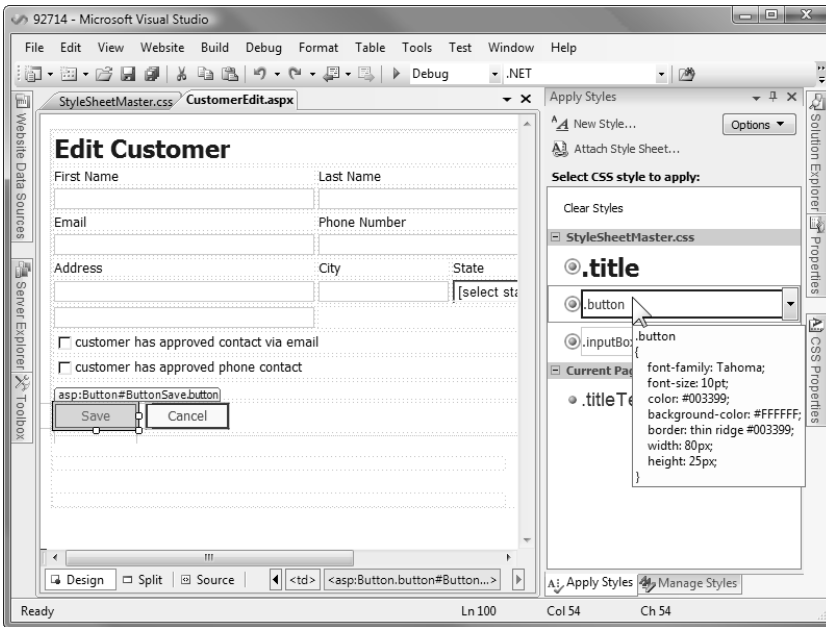 92714 - Microsoft Visual Studio
File Edit View Website Build Debug Format Table Tools Test Window Help
Debug .NET
StyleSheetMaster.css CustomerEdit.aspx
Apply Styles
Website Data Sources
Server Explorer
Toolbox
Edit Customer
First Name Last Name
Email Phone Number
Address City State
[select sta
customer has approved contact via email
customer has approved phone contact
asp:Button#ButtonSave.button
Save Cancel
New Style... Options
Attach Style Sheet...
Select CSS style to apply:
Clear Styles
StyleSheetMaster.css
.title
.button
.inputBo
Current Pag
.titleTe
.button
{
font-family: Tahoma;
font-size: 10pt;
color: #003399;
background-color: #FFFFFF;
border: thin ridge #003399;
width: 80px;
height: 25px;
}
Solution Explorer
Properties
CSS Properties
Design Split Source <td> <asp:Button.button#Button...>
Apply Styles Manage Styles
Ready Ln 100 Col 54 Ch 54